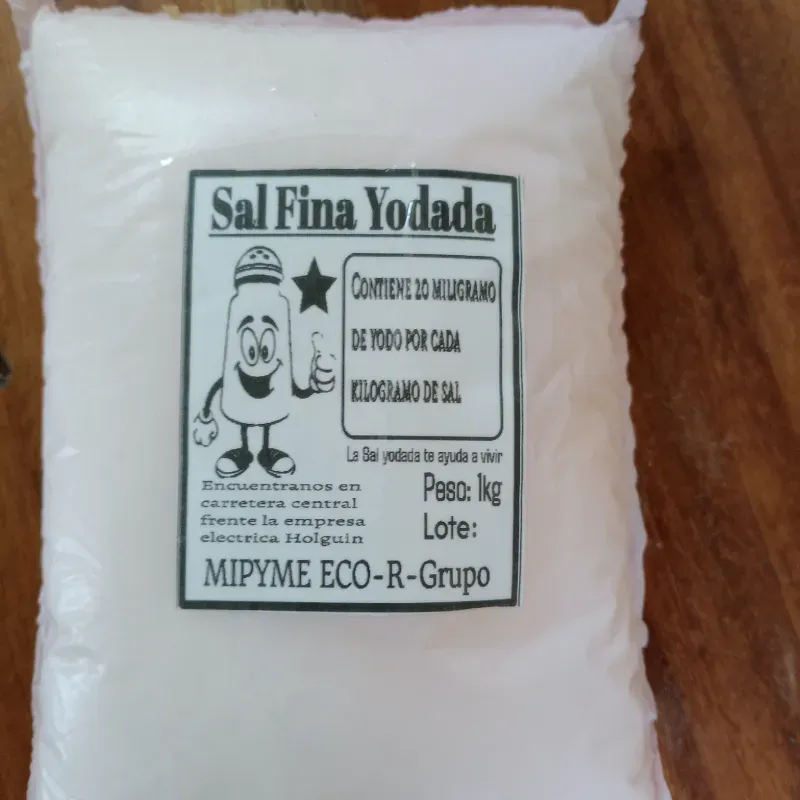 Sal Fina Yodada
CONTIENE 20 MILIGRAMO
DE YODO POR CADA
KILOGRAMO DE SAL
La Sal yodada te ayuda a vivir
Encuentranos en
carretera central
frente la empresa
electrica Holguin
Peso: 1kg
Lote:
MIPYME ECO-R-Grupo